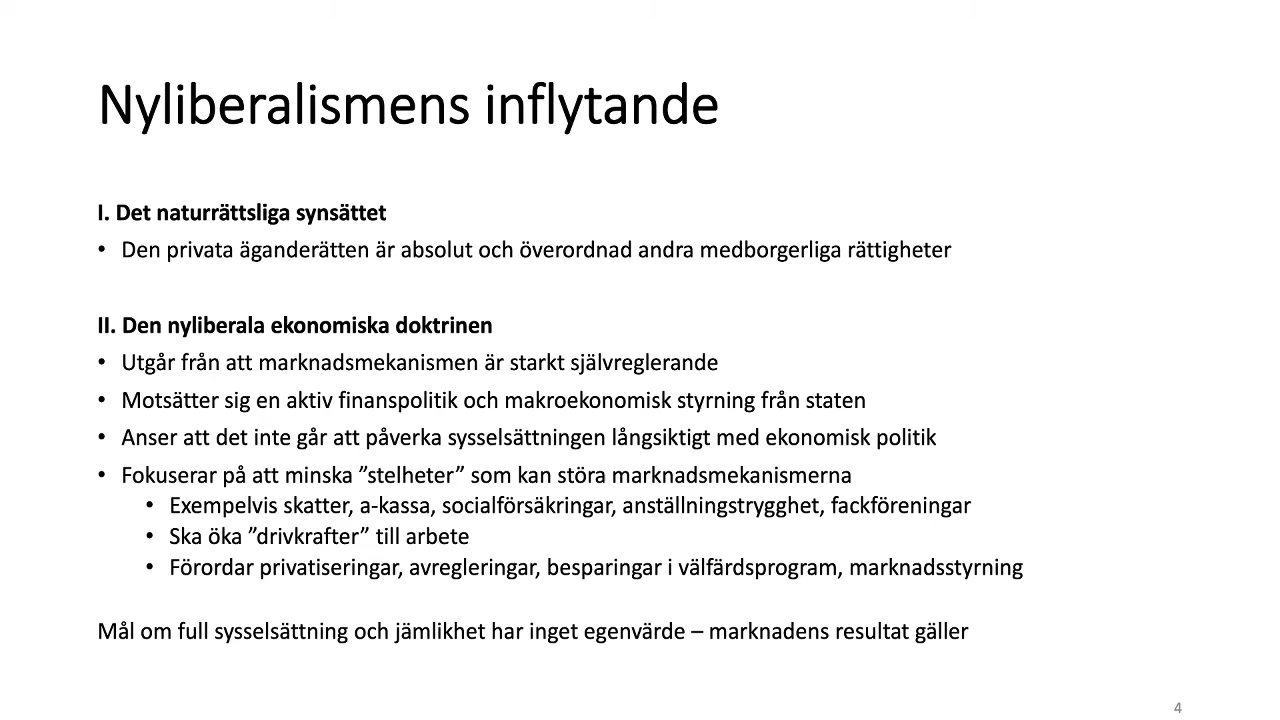 Nyliberalismens inflytande
I. Det naturrättsliga synsättet
• Den privata äganderätten är absolut och överordnad andra medborgerliga rättigheter
II. Den nyliberala ekonomiska doktrinen
• Utgår från att marknadsmekanismen är starkt självreglerande
• Motsätter sig en aktiv finanspolitik och makroekonomisk styrning från staten
• Anser att det inte går att påverka sysselsättningen långsiktigt med ekonomisk politik
• Fokuserar på att minska ”stelheter” som kan störa marknadsmekanismerna
• Exempelvis skatter, a-kassa, socialförsäkringar, anställningstrygghet, fackföreningar
• Ska öka ”drivkrafter” till arbete
• Förordar privatiseringar, avregleringar, besparingar i välfärdsprogram, marknadsstyrning
Mål om full sysselsättning och jämlikhet har inget egenvärde – marknadens resultat gäller
4